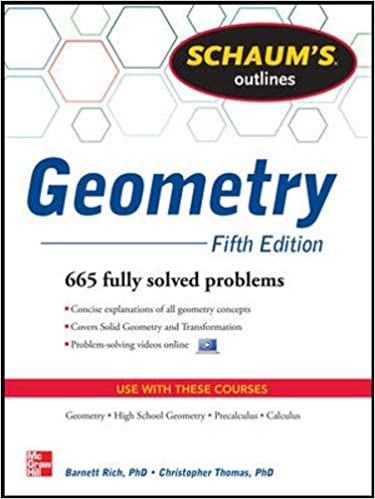 SCHAUM'S
outlines
Geometry
Fifth Edition
665 fully solved problems
• Concise explanations of all geometry concepts
• Covers Solid Geometry and Transformation
• Problem-solving videos online
USE WITH THESE COURSES
Geometry • High School Geometry • Precalculus • Calculus
Mc
Graw
Hill
Barnett Rich, PhD • Christopher Thomas, PhD